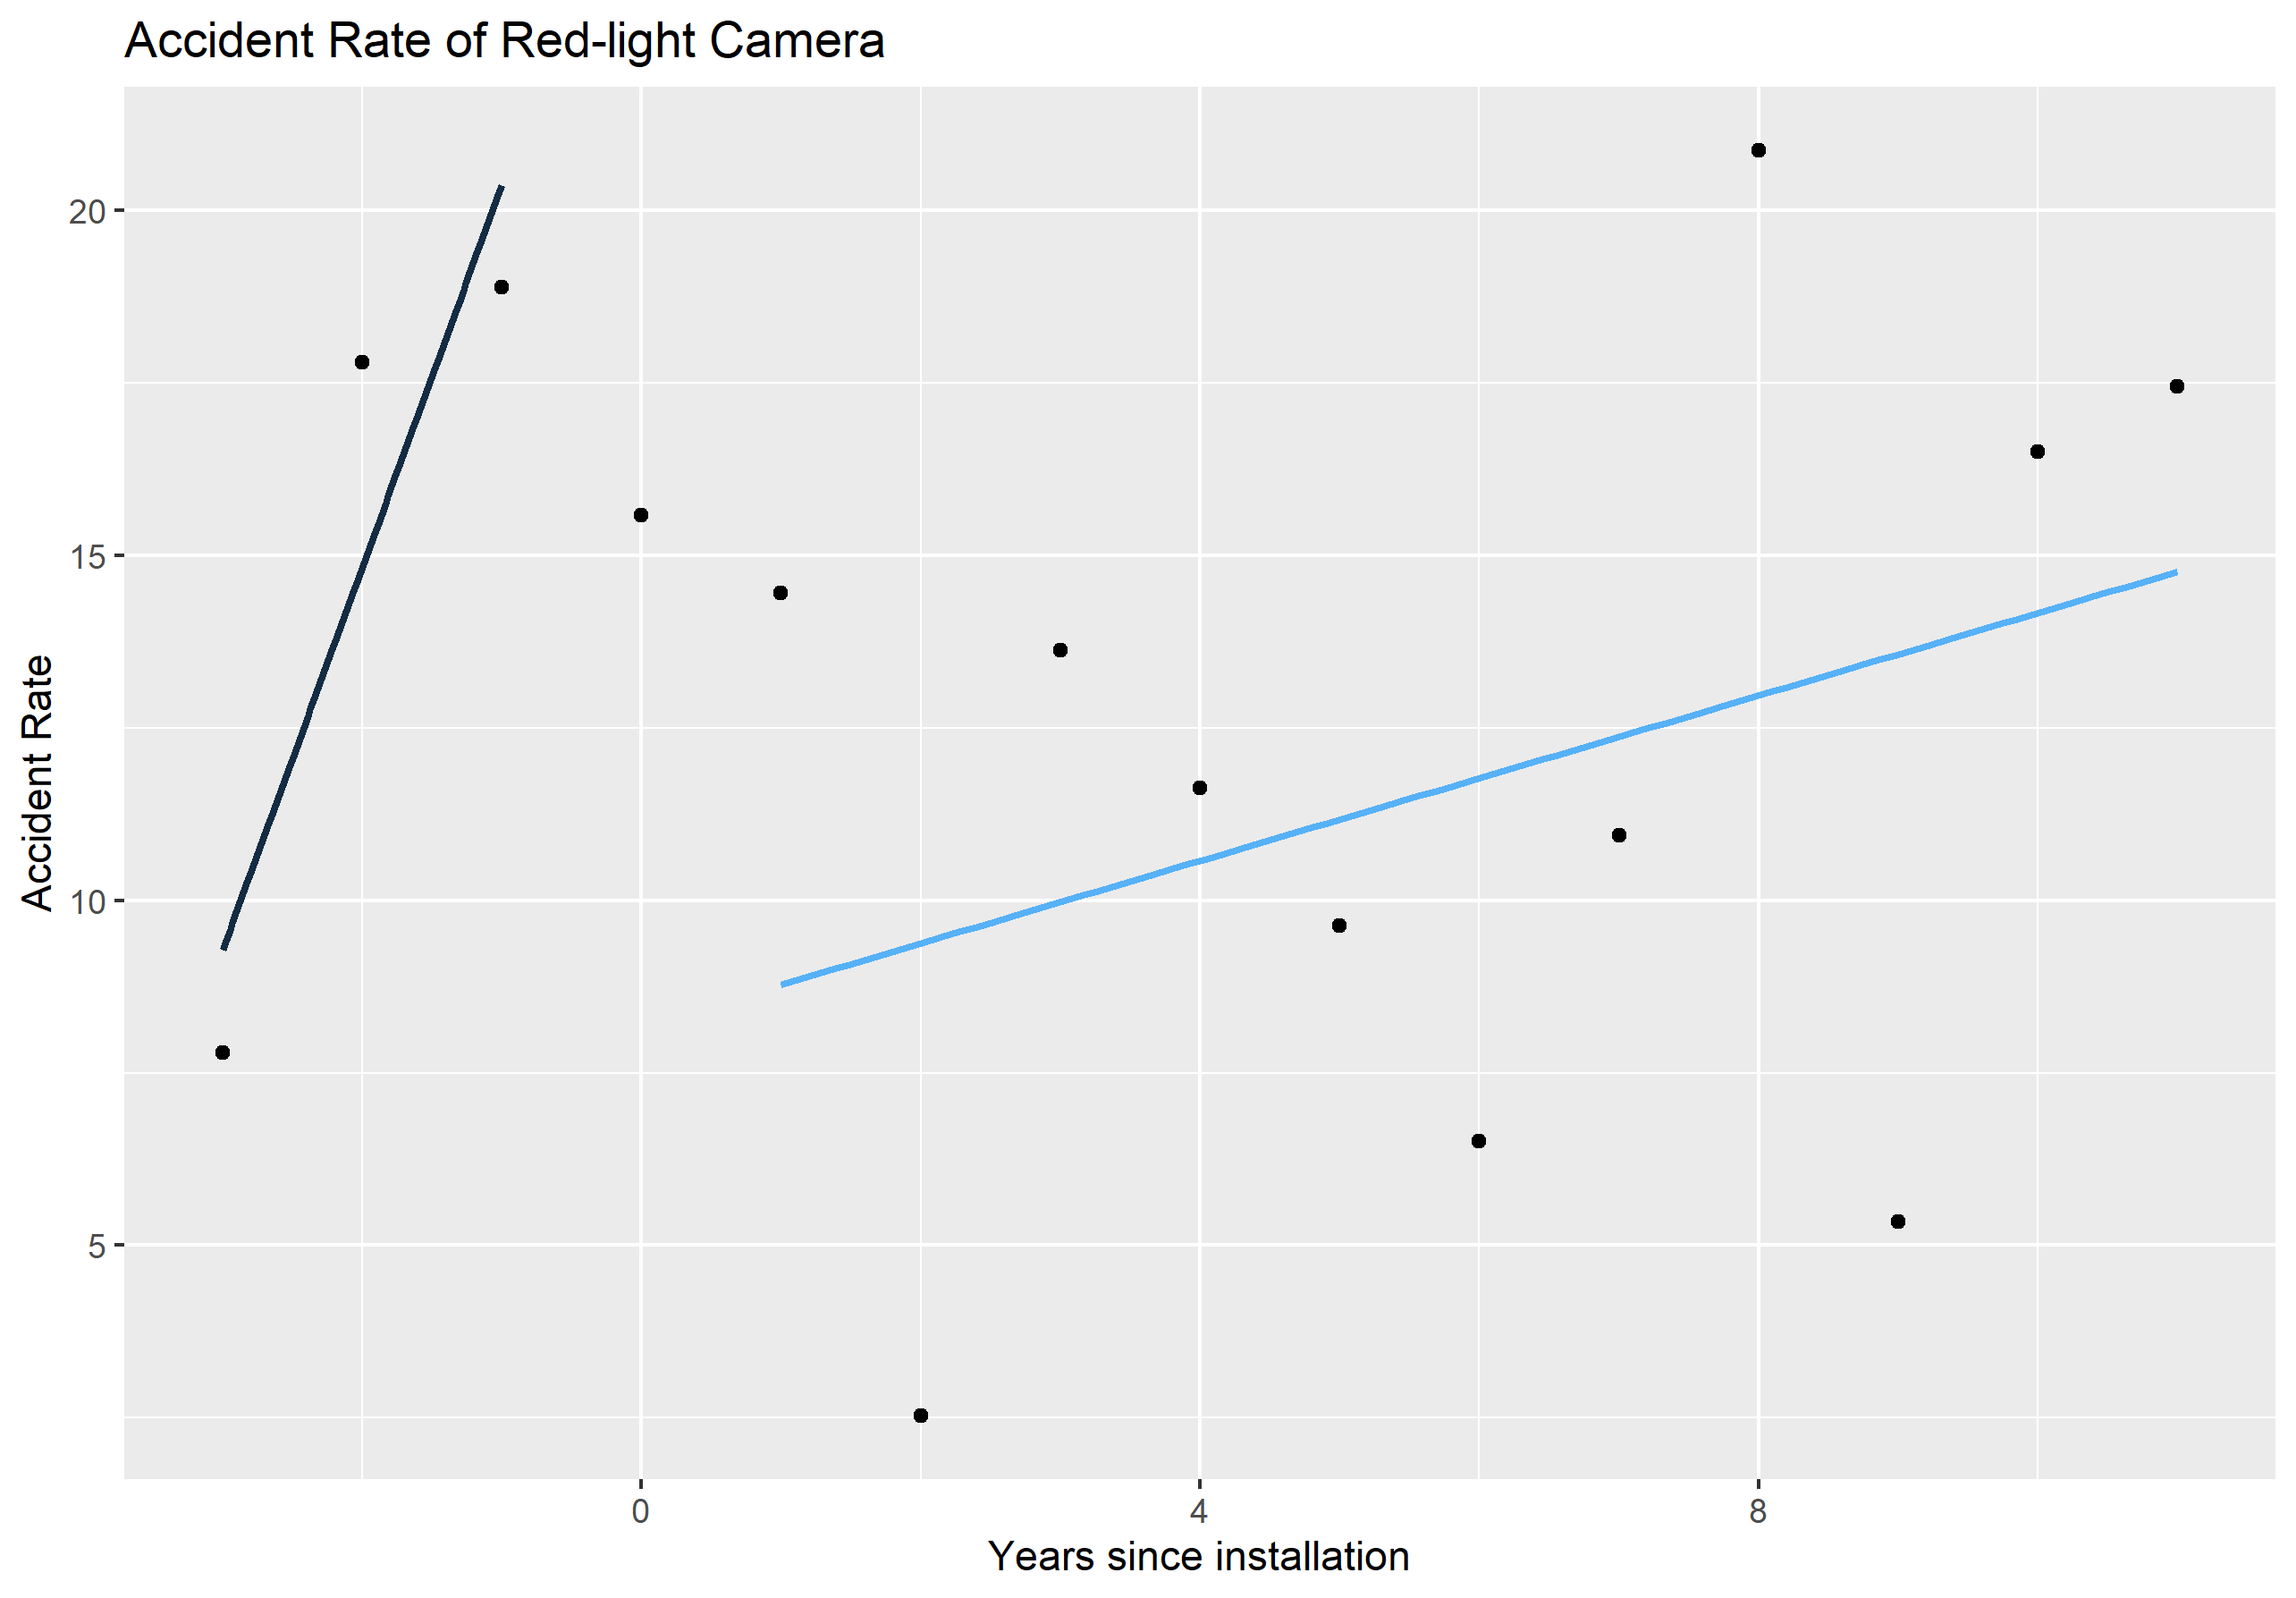 Accident Rate of Red-light Camera
20
15
10
5
Accident Rate
0 4 8
Years since installation